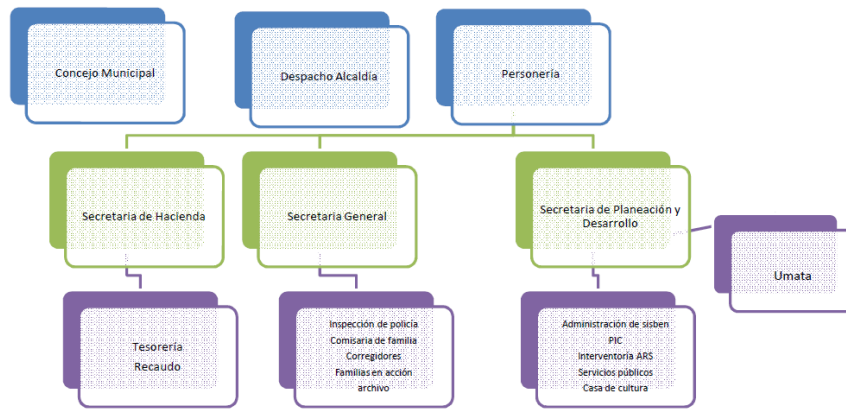 Concejo Municipal
Despacho Alcaldía
Personería
Secretaria de Hacienda
Secretaria General
Secretaria de Planeación y
Desarrollo
Umata
Tesorería
Recaudo
Inspección de policía
Comisaria de familia
Corregidores
Familias en acción
archivo
Administración de sisben
PIC
Interventoría ARS
Servicios públicos
Casa de cultura